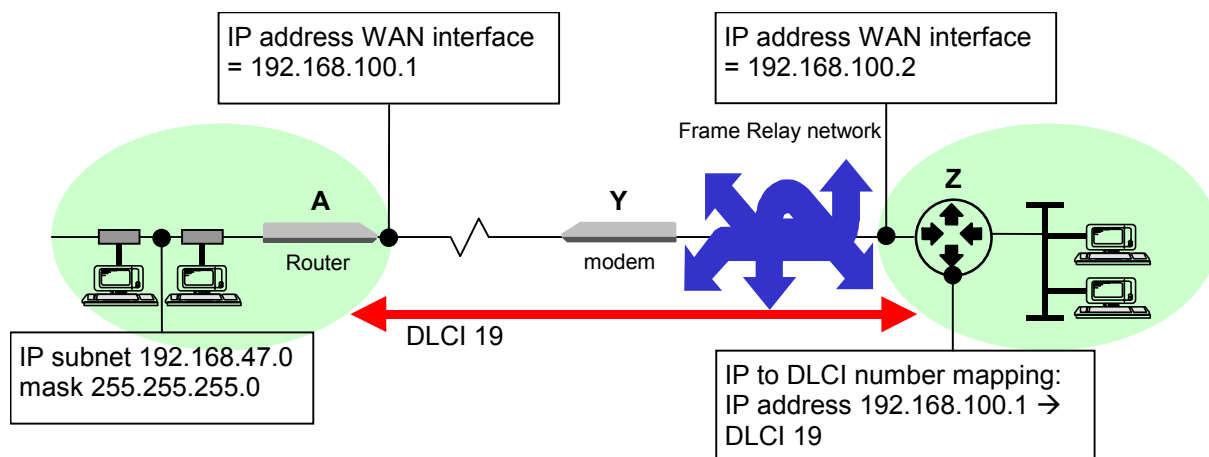 IP address WAN interface
= 192.168.100.1
IP address WAN interface
= 192.168.100.2
Frame Relay network
A
Y
Z
Router
modem
DLCI 19
IP subnet 192.168.47.0
mask 255.255.255.0
IP to DLCI number mapping:
IP address 192.168.100.1 →
DLCI 19